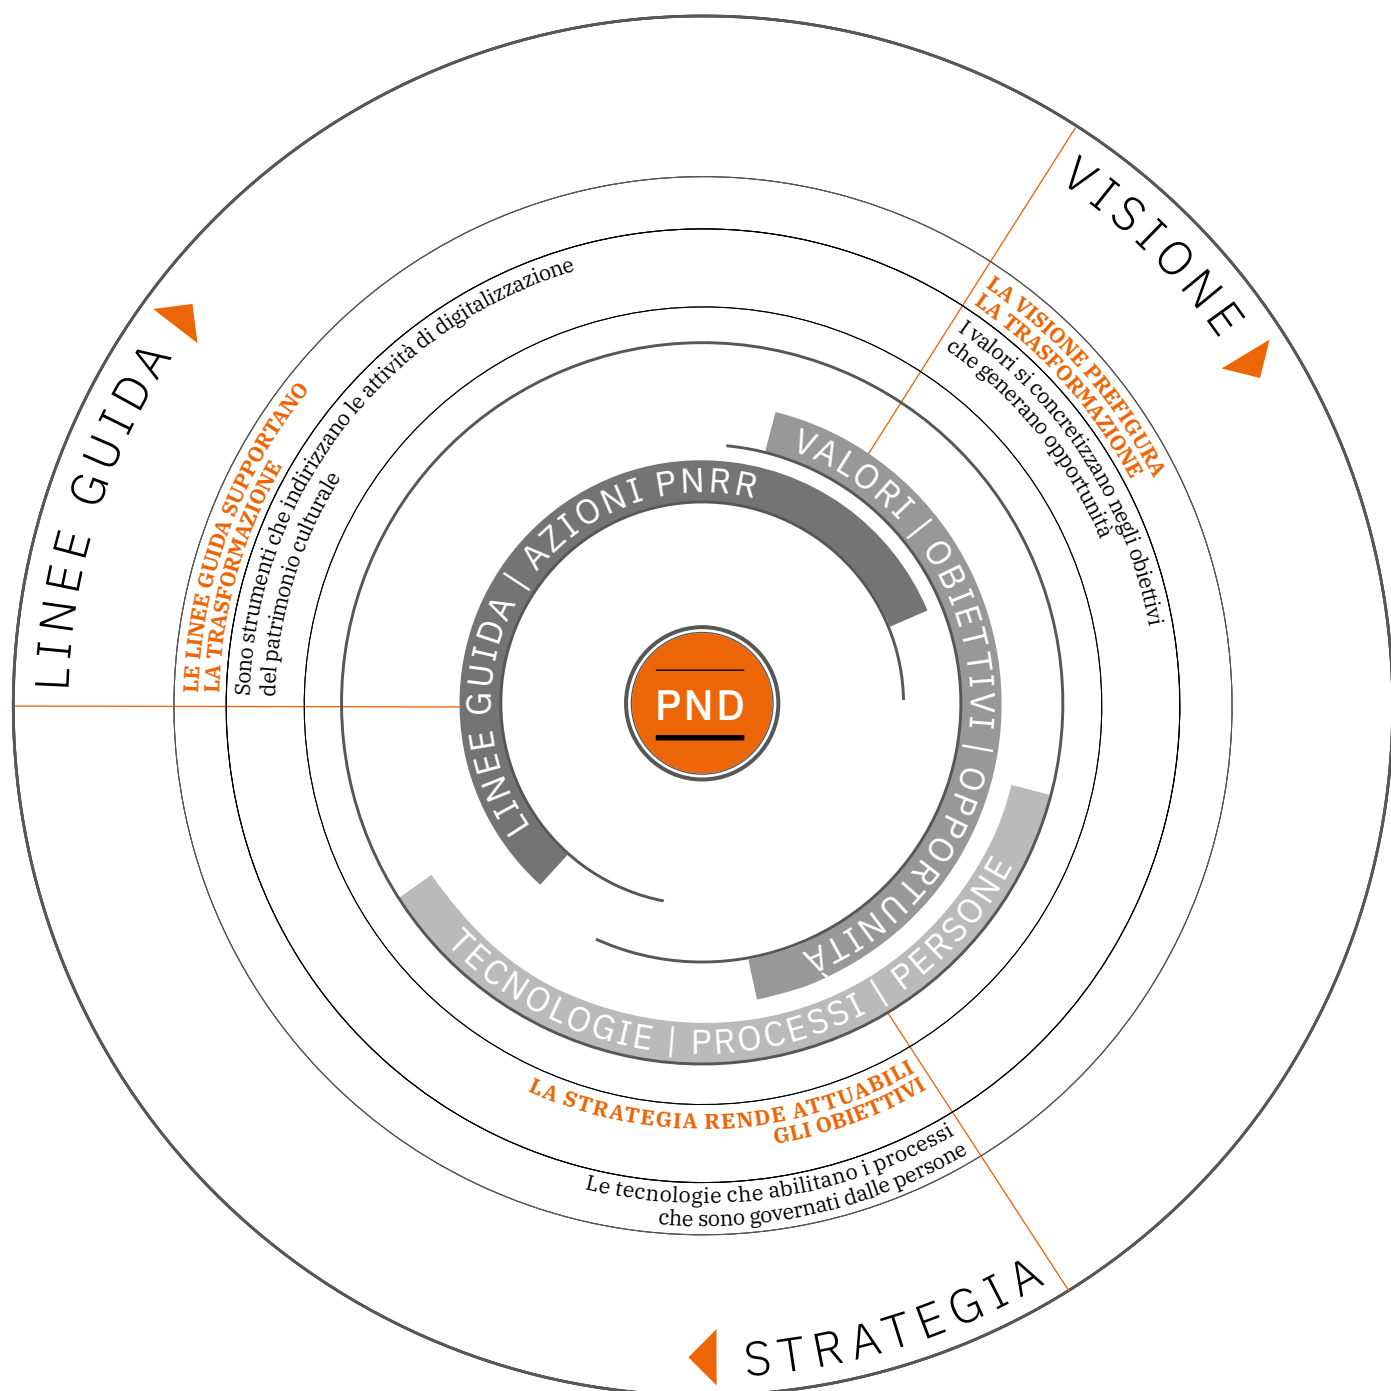 VISIONE
LA VISIONE PREFIGURA
LA TRASFORMAZIONE
I valori si concretizzano negli obiettivi
che generano opportunità
VALORI | OBIETTIVI | OPPORTUNITÀ
STRATEGIA
LA STRATEGIA RENDE ATTUABILI
GLI OBIETTIVI
Le tecnologie che abilitano i processi
che sono governati dalle persone
TECNOLOGIE | PROCESSI | PERSONE
LINEE GUIDA
LE LINEE GUIDA SUPPORTANO
LA TRASFORMAZIONE
Sono strumenti che indirizzano le attività di digitalizzazione
del patrimonio culturale
LINEE GUIDA | AZIONI PNRR
PND